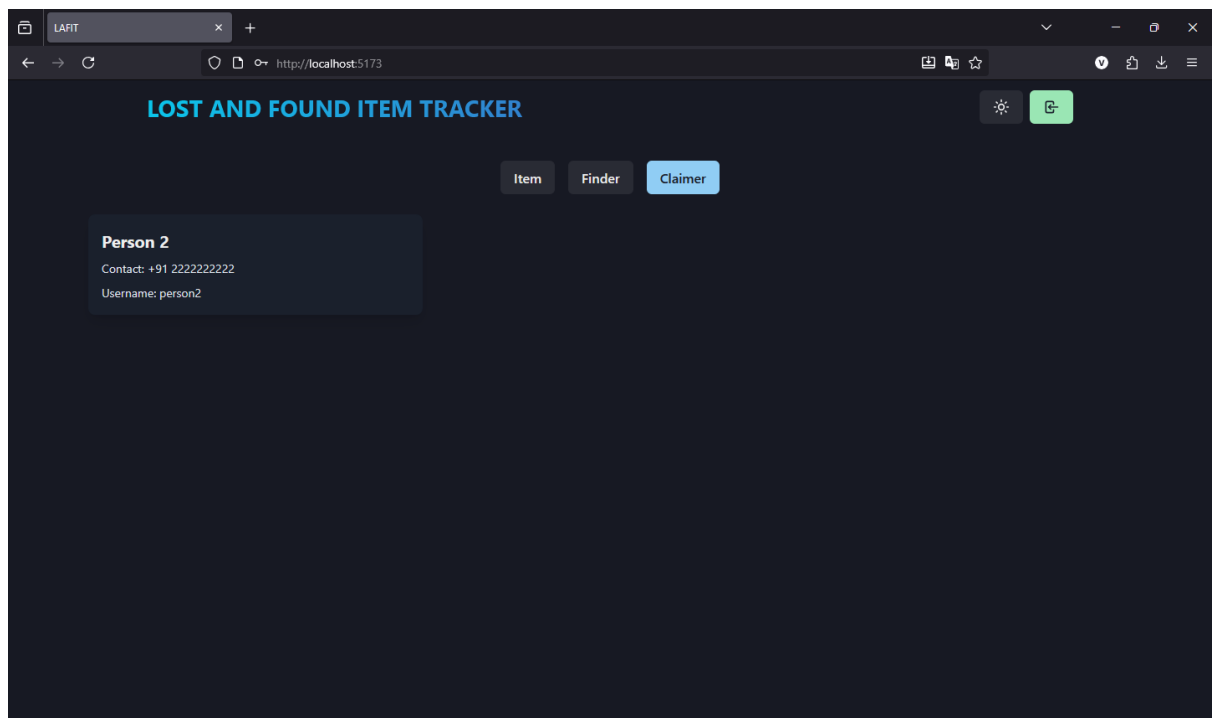 LAFIT
http://localhost:5173
LOST AND FOUND ITEM TRACKER
Item Finder Claimer
Person 2
Contact: +91 2222222222
Username: person2